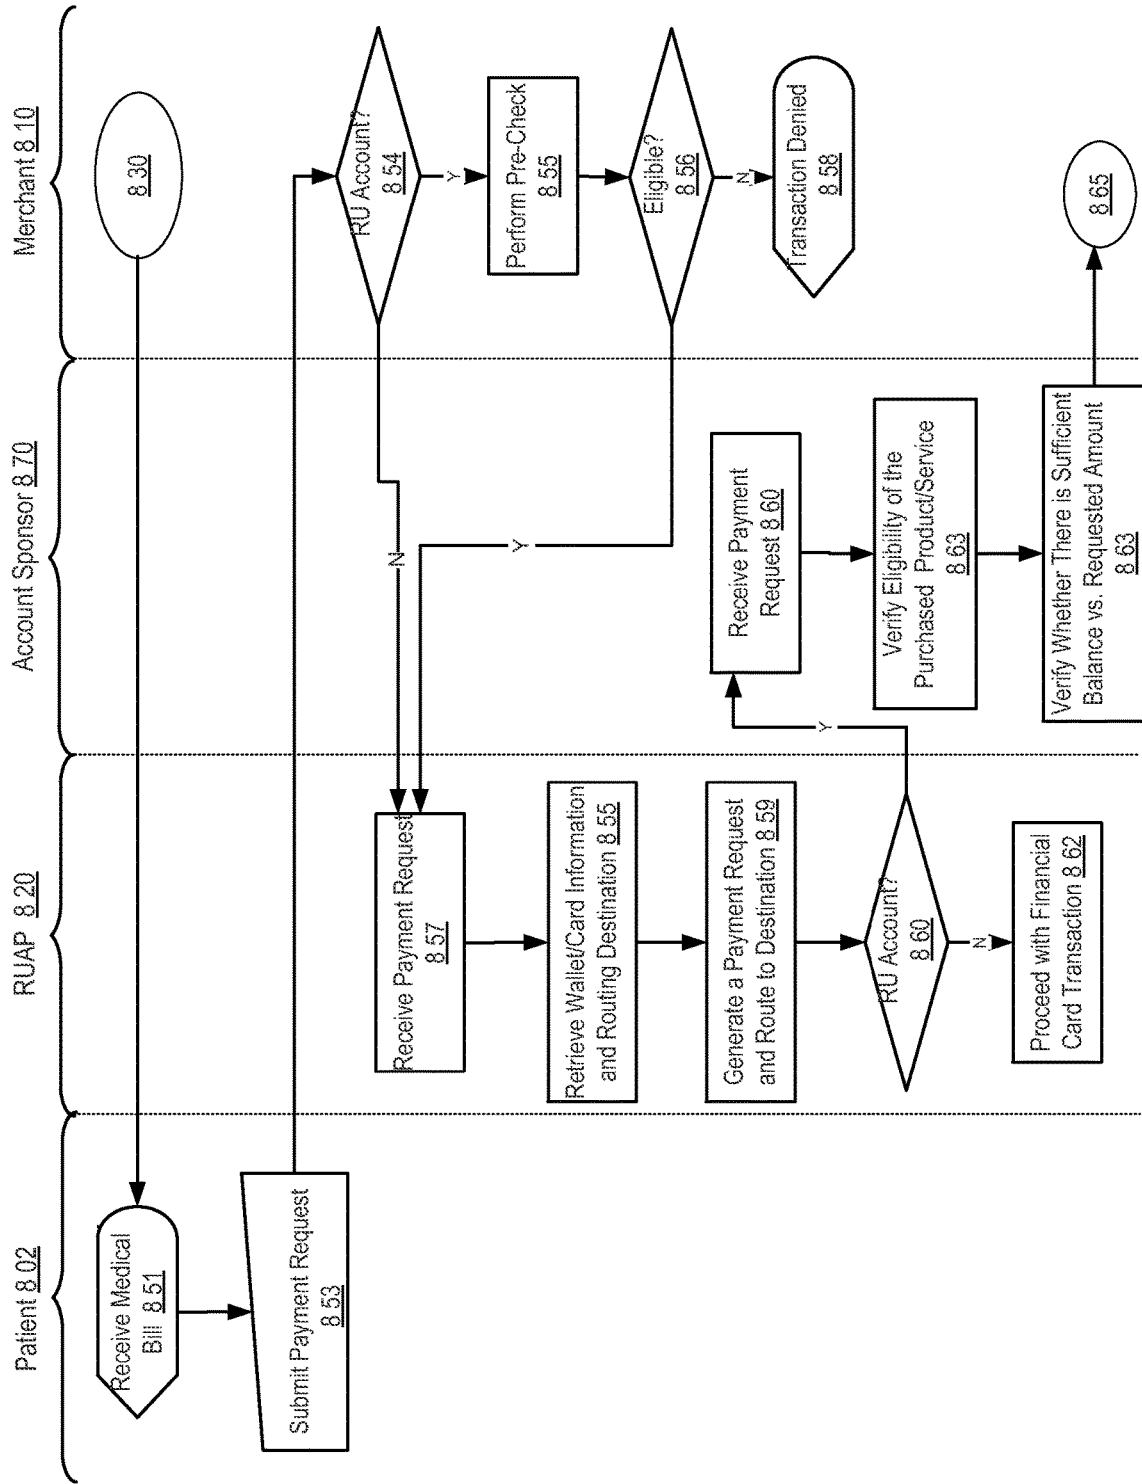 Patient 8 02
RUAP 8 20
Account Sponsor 8 70
Merchant 8 10
8 30
Receive Medical
Bill 8 51
Submit Payment Request
8 53
RU Account?
8 54
Y
N
Perform Pre-Check
8 55
Eligible?
8 56
Y
N
Transaction Denied
8 58
Receive Payment Request
8 57
Retrieve Wallet/Card Information
and Routing Destination 8 55
Generate a Payment Request
and Route to Destination 8 59
RU Account?
8 60
Y
N
Proceed with Financial
Card Transaction 8 62
Receive Payment
Request 8 60
Verify Eligibility of the
Purchased Product/Service
8 63
Verify Whether There is Sufficient
Balance vs. Requested Amount
8 63
8 65